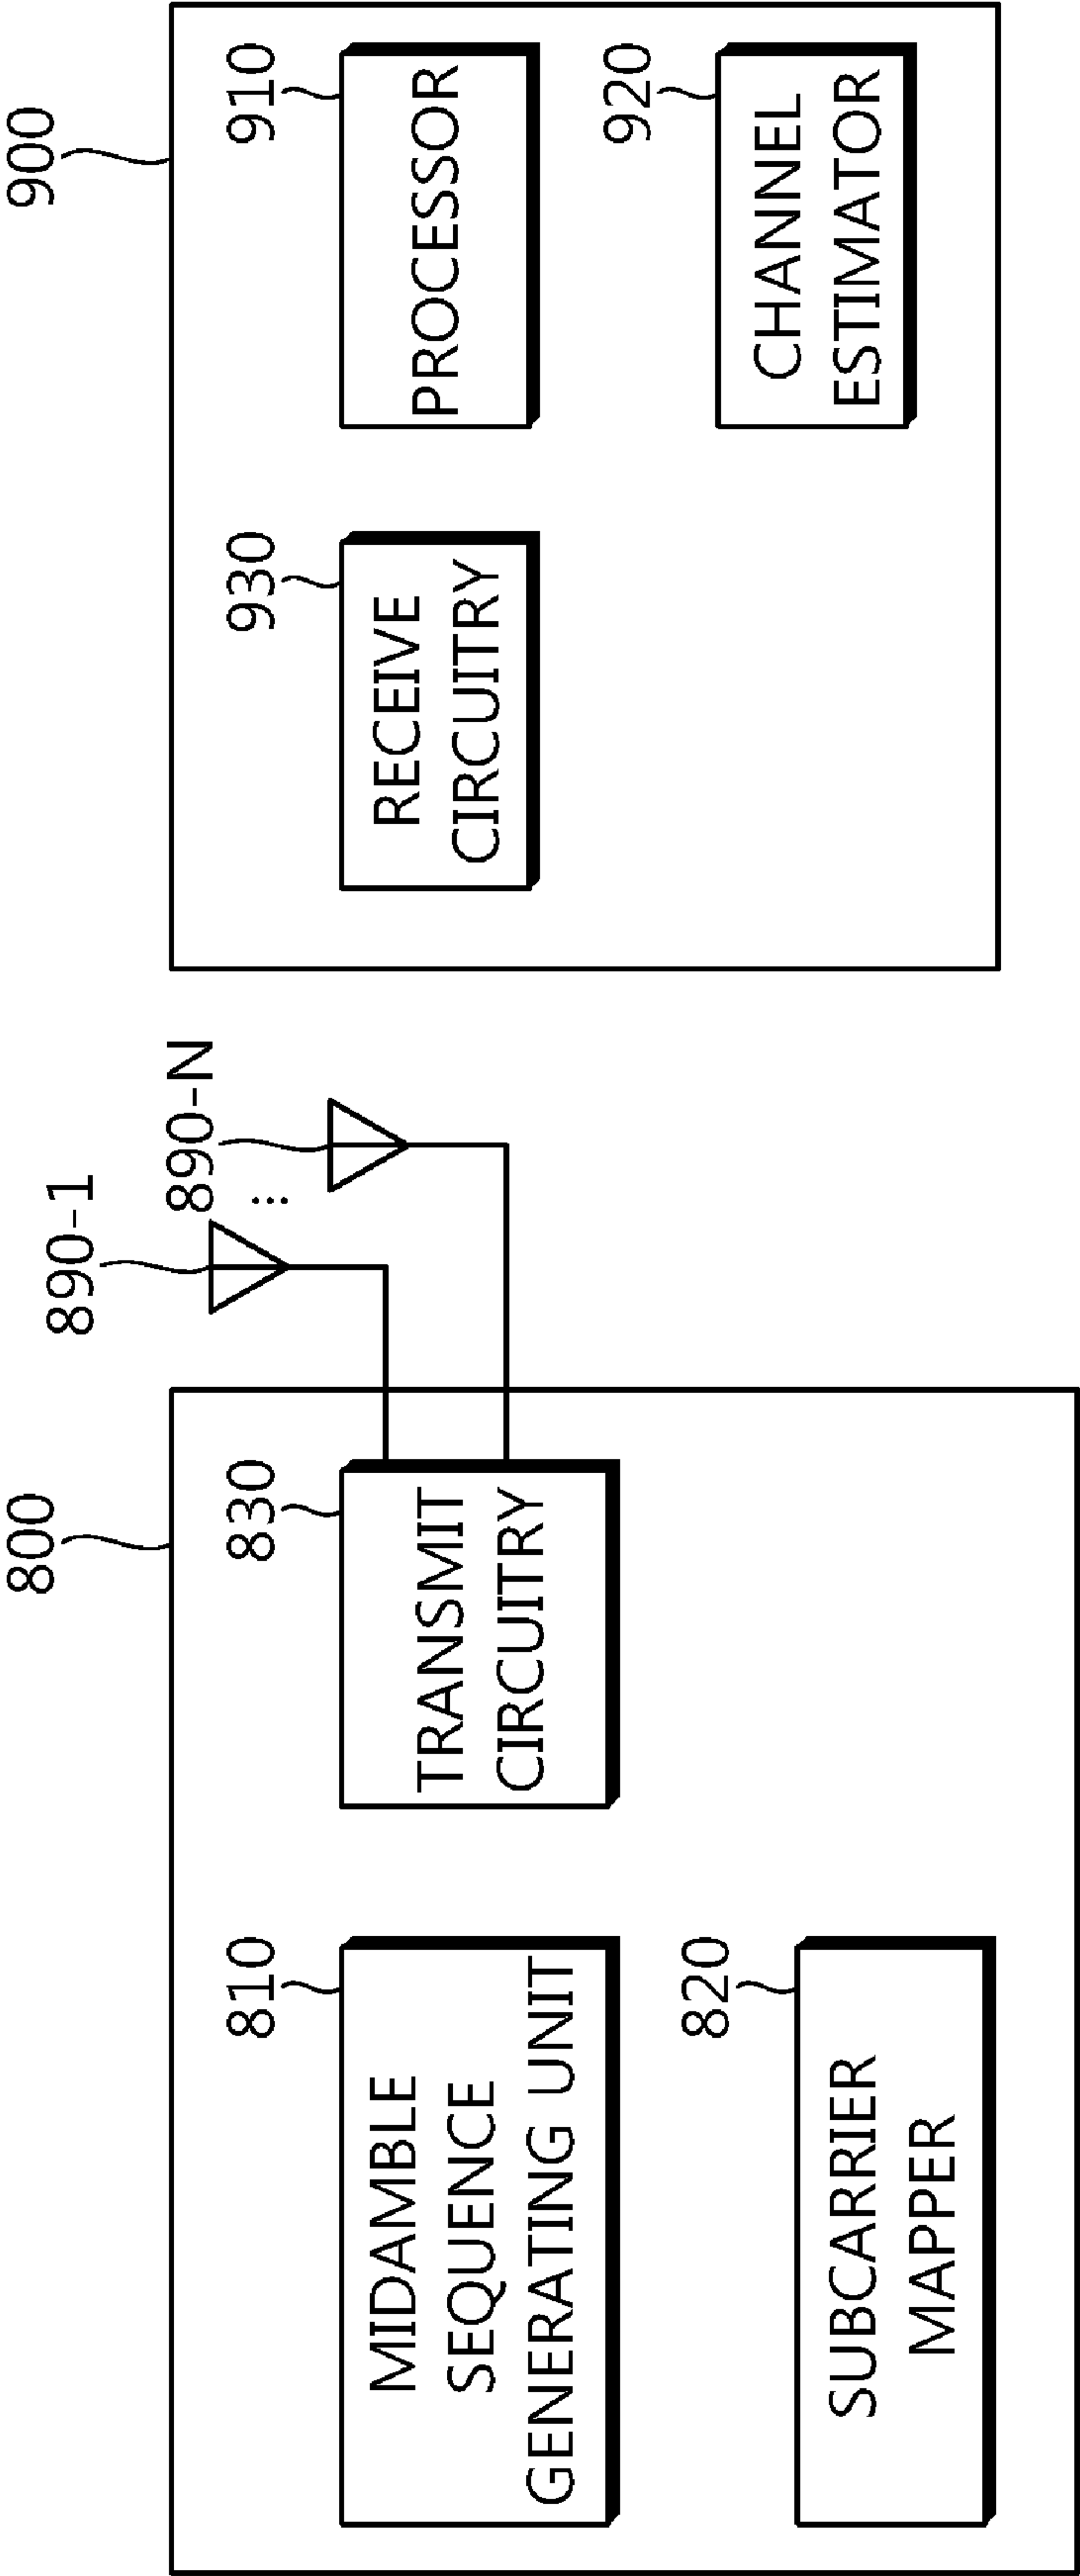 800
890-1
890-N
...
900
810
MIDAMBLE
SEQUENCE
GENERATING UNIT
830
TRANSMIT
CIRCUITRY
820
SUBCARRIER
MAPPER
930
RECEIVE
CIRCUITRY
910
PROCESSOR
920
CHANNEL
ESTIMATOR